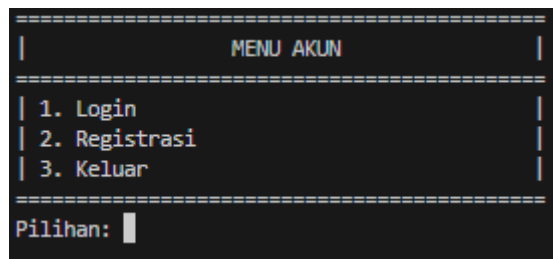 ============================================
|                 MENU AKUN                |
============================================
| 1. Login                                 |
| 2. Registrasi                            |
| 3. Keluar                                |
============================================
Pilihan: